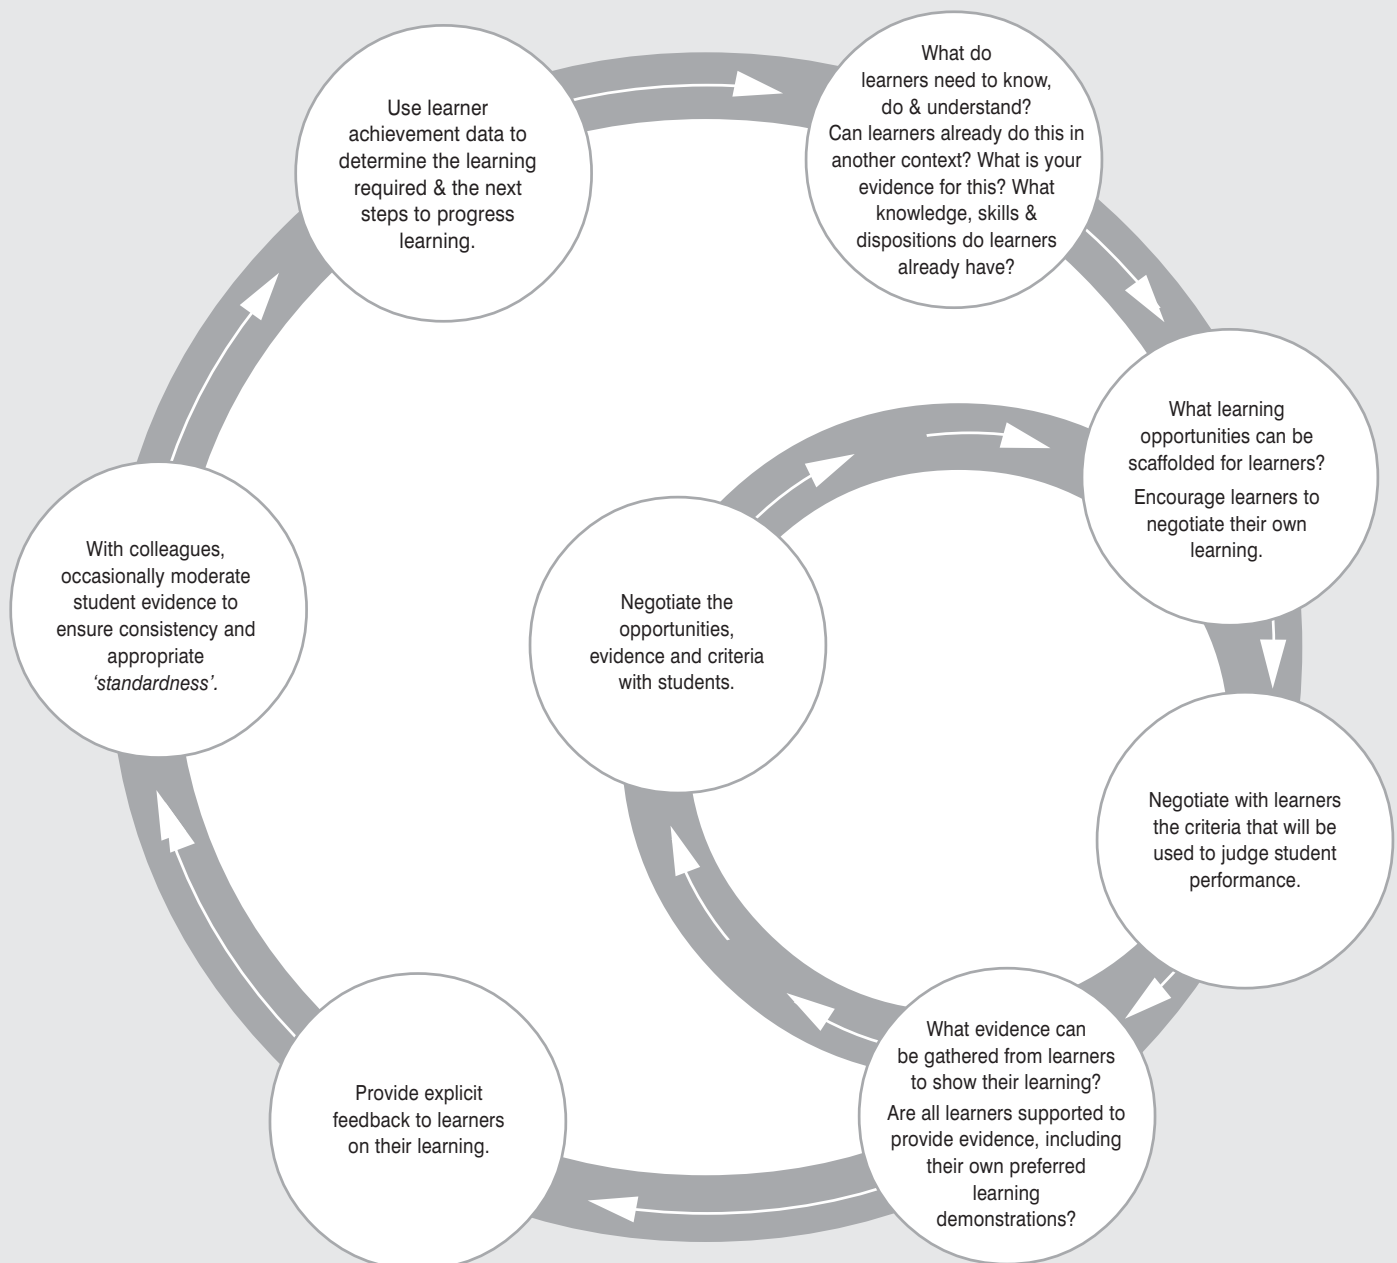 Use learner
achievement data to
determine the learning
required & the next
steps to progress
learning.
What do
learners need to know,
do & understand?
Can learners already do this in
another context? What is your
evidence for this? What
knowledge, skills &
dispositions do learners
already have?
What learning
opportunities can be
scaffolded for learners?
Encourage learners to
negotiate their own
learning.
Negotiate with learners
the criteria that will be
used to judge student
performance.
What evidence can
be gathered from learners
to show their learning?
Are all learners supported to
provide evidence, including
their own preferred
learning
demonstrations?
Negotiate the
opportunities,
evidence and criteria
with students.
Provide explicit
feedback to learners
on their learning.
With colleagues,
occasionally moderate
student evidence to
ensure consistency and
appropriate
‘standardness’.